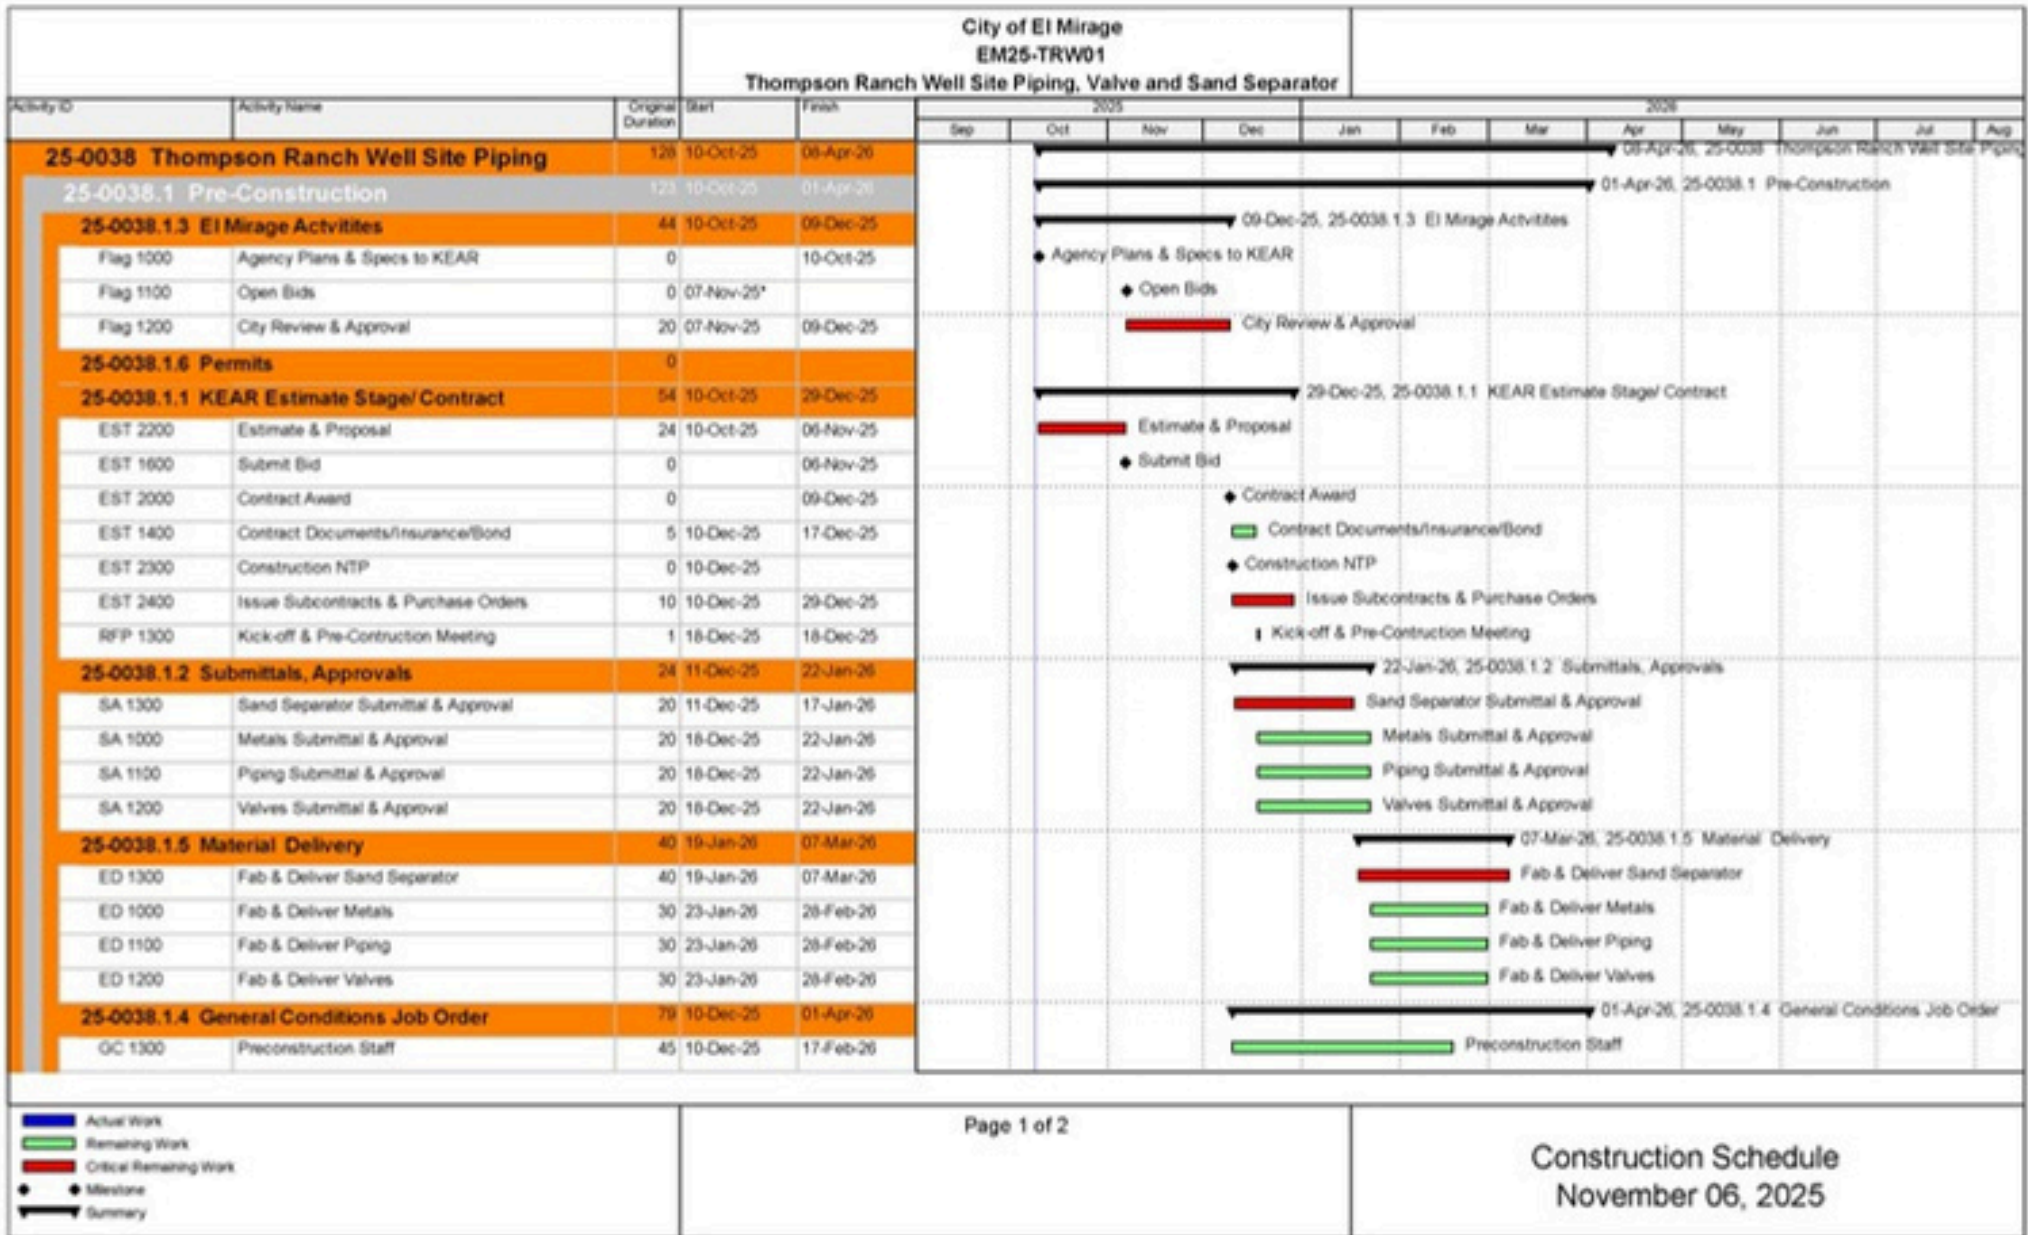 City of El Mirage
EM25-TRW01
Thompson Ranch Well Site Piping, Valve and Sand Separator
Activity ID Activity Name Original Duration Start Finish 2025 2026
Sep Oct Nov Dec Jan Feb Mar Apr May Jun Jul Aug
25-0038 Thompson Ranch Well Site Piping 128 10-Oct-25 08-Apr-26 08-Apr-26, 25-0038 Thompson Ranch Well Site Piping
25-0038.1 Pre-Construction 123 10-Oct-25 01-Apr-26 01-Apr-26, 25-0038.1 Pre-Construction
25-0038.1.3 El Mirage Actvitites 44 10-Oct-25 09-Dec-25 09-Dec-25, 25-0038.1.3 El Mirage Actvitites
Flag 1000 Agency Plans & Specs to KEAR 0 10-Oct-25 Agency Plans & Specs to KEAR
Flag 1100 Open Bids 0 07-Nov-25* Open Bids
Flag 1200 City Review & Approval 20 07-Nov-25 09-Dec-25 City Review & Approval
25-0038.1.6 Permits 0
25-0038.1.1 KEAR Estimate Stage/ Contract 54 10-Oct-25 29-Dec-25 29-Dec-25, 25-0038.1.1 KEAR Estimate Stage/ Contract
EST 2200 Estimate & Proposal 24 10-Oct-25 06-Nov-25 Estimate & Proposal
EST 1600 Submit Bid 0 06-Nov-25 Submit Bid
EST 2000 Contract Award 0 09-Dec-25 Contract Award
EST 1400 Contract Documents/Insurance/Bond 5 10-Dec-25 17-Dec-25 Contract Documents/Insurance/Bond
EST 2300 Construction NTP 0 10-Dec-25 Construction NTP
EST 2400 Issue Subcontracts & Purchase Orders 10 10-Dec-25 29-Dec-25 Issue Subcontracts & Purchase Orders
RFP 1300 Kick-off & Pre-Contruction Meeting 1 18-Dec-25 18-Dec-25 Kick-off & Pre-Contruction Meeting
25-0038.1.2 Submittals, Approvals 24 11-Dec-25 22-Jan-26 22-Jan-26, 25-0038.1.2 Submittals, Approvals
SA 1300 Sand Separator Submittal & Approval 20 11-Dec-25 17-Jan-26 Sand Separator Submittal & Approval
SA 1000 Metals Submittal & Approval 20 18-Dec-25 22-Jan-26 Metals Submittal & Approval
SA 1100 Piping Submittal & Approval 20 18-Dec-25 22-Jan-26 Piping Submittal & Approval
SA 1200 Valves Submittal & Approval 20 18-Dec-25 22-Jan-26 Valves Submittal & Approval
25-0038.1.5 Material Delivery 40 19-Jan-26 07-Mar-26 07-Mar-26, 25-0038.1.5 Material Delivery
ED 1300 Fab & Deliver Sand Separator 40 19-Jan-26 07-Mar-26 Fab & Deliver Sand Separator
ED 1000 Fab & Deliver Metals 30 23-Jan-26 28-Feb-26 Fab & Deliver Metals
ED 1100 Fab & Deliver Piping 30 23-Jan-26 28-Feb-26 Fab & Deliver Piping
ED 1200 Fab & Deliver Valves 30 23-Jan-26 28-Feb-26 Fab & Deliver Valves
25-0038.1.4 General Conditions Job Order 79 10-Dec-25 01-Apr-26 01-Apr-26, 25-0038.1.4 General Conditions Job Order
GC 1300 Preconstruction Staff 45 10-Dec-25 17-Feb-26 Preconstruction Staff
Actual Work
Remaining Work
Critical Remaining Work
Milestone
Summary
Page 1 of 2
Construction Schedule
November 06, 2025